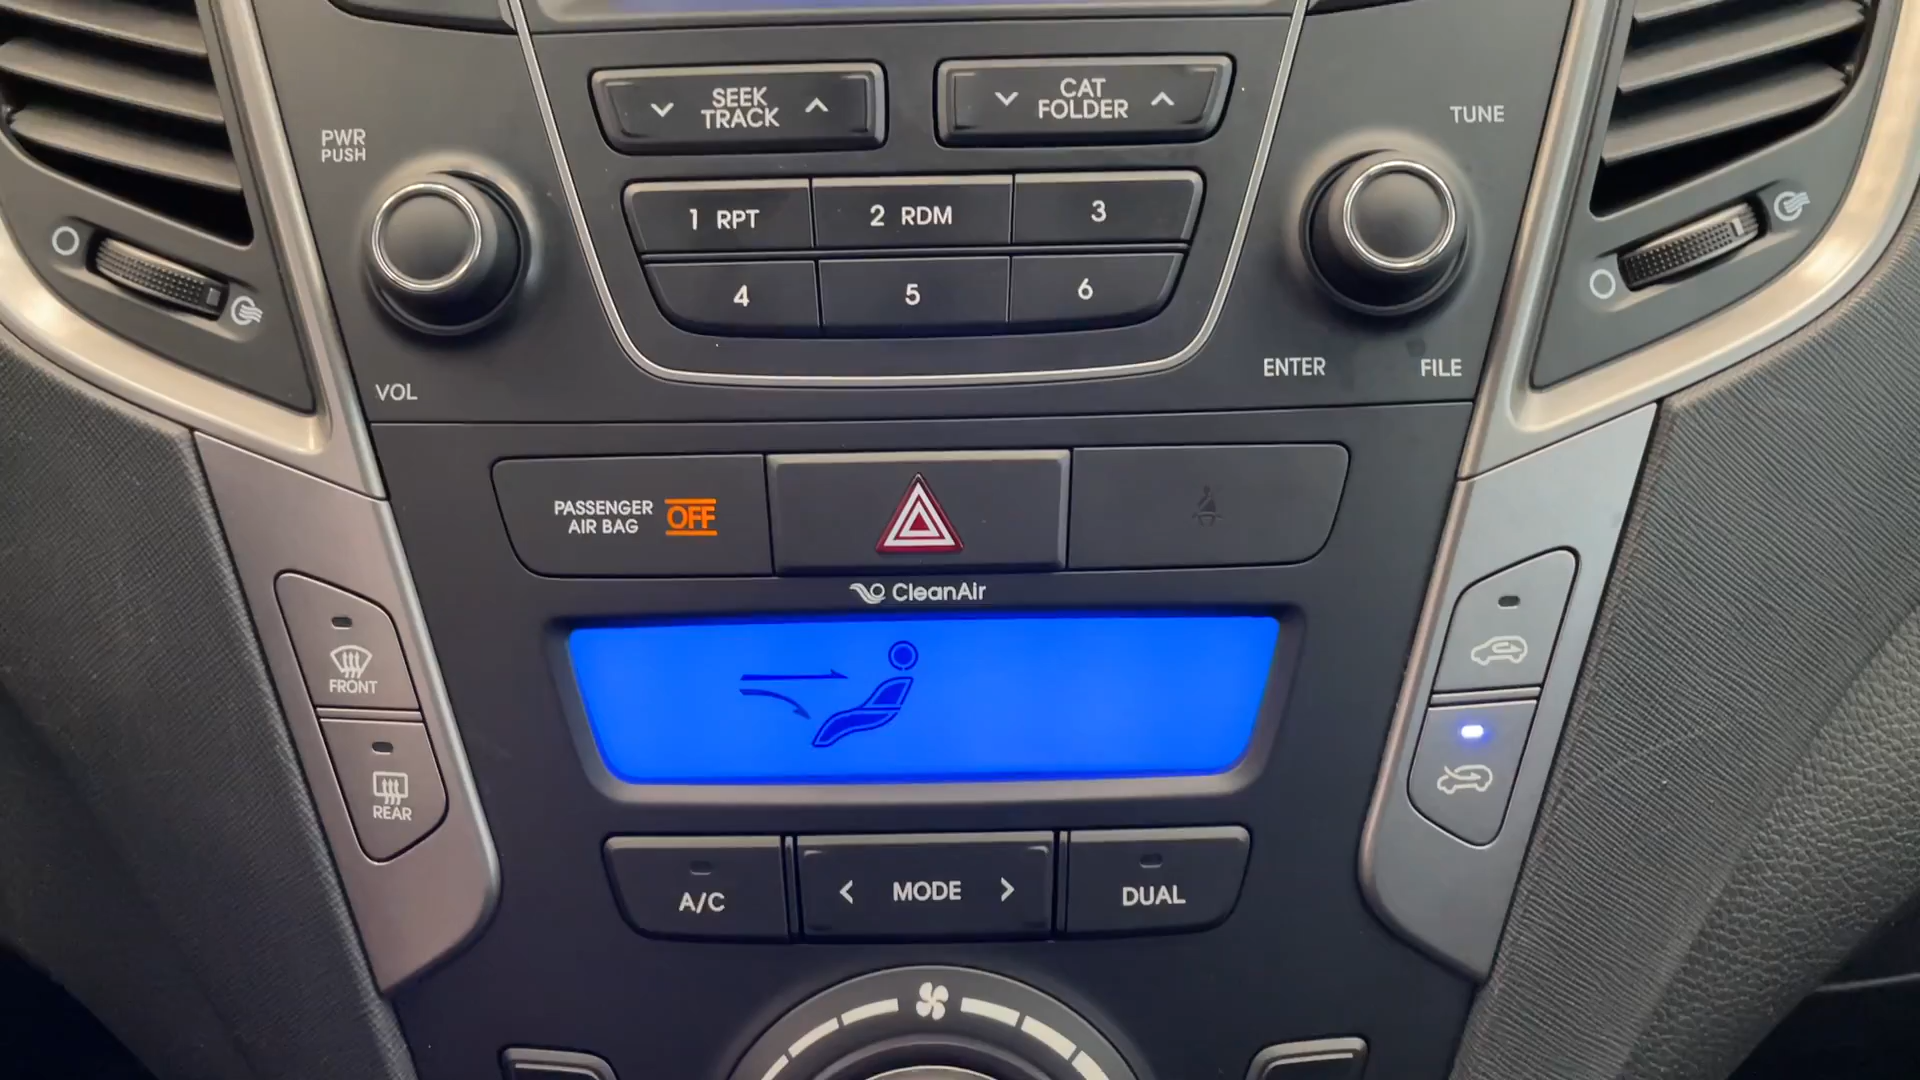 SEEK
TRACK
CAT
FOLDER
TUNE
PWR
PUSH
1 RPT
2 RDM
3
4
5
6
ENTER
FILE
VOL
PASSENGER
AIR BAG
OFF
CleanAir
FRONT
REAR
A/C
< MODE >
DUAL